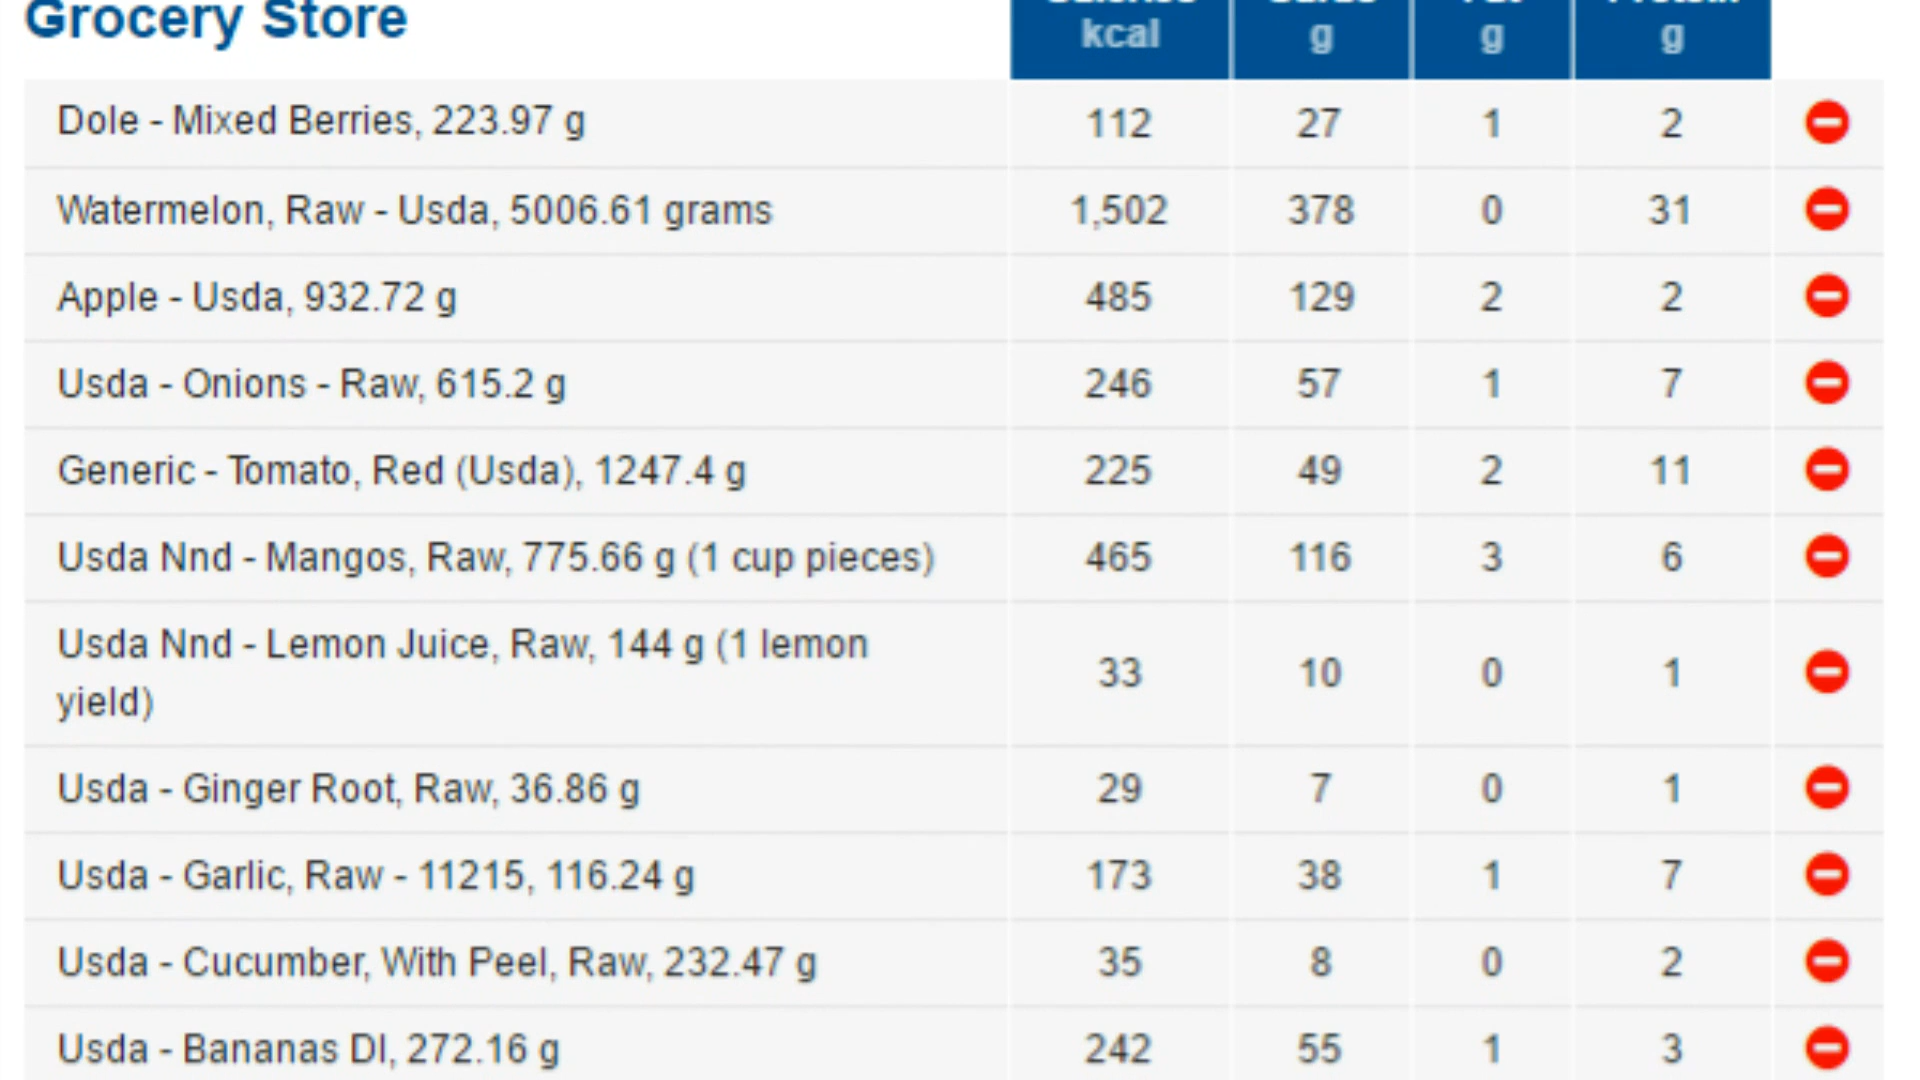 Grocery Store
kcal g g g
Dole - Mixed Berries, 223.97 g 112 27 1 2
Watermelon, Raw - Usda, 5006.61 grams 1,502 378 0 31
Apple - Usda, 932.72 g 485 129 2 2
Usda - Onions - Raw, 615.2 g 246 57 1 7
Generic - Tomato, Red (Usda), 1247.4 g 225 49 2 11
Usda Nnd - Mangos, Raw, 775.66 g (1 cup pieces) 465 116 3 6
Usda Nnd - Lemon Juice, Raw, 144 g (1 lemon
yield) 33 10 0 1
Usda - Ginger Root, Raw, 36.86 g 29 7 0 1
Usda - Garlic, Raw - 11215, 116.24 g 173 38 1 7
Usda - Cucumber, With Peel, Raw, 232.47 g 35 8 0 2
Usda - Bananas Dl, 272.16 g 242 55 1 3